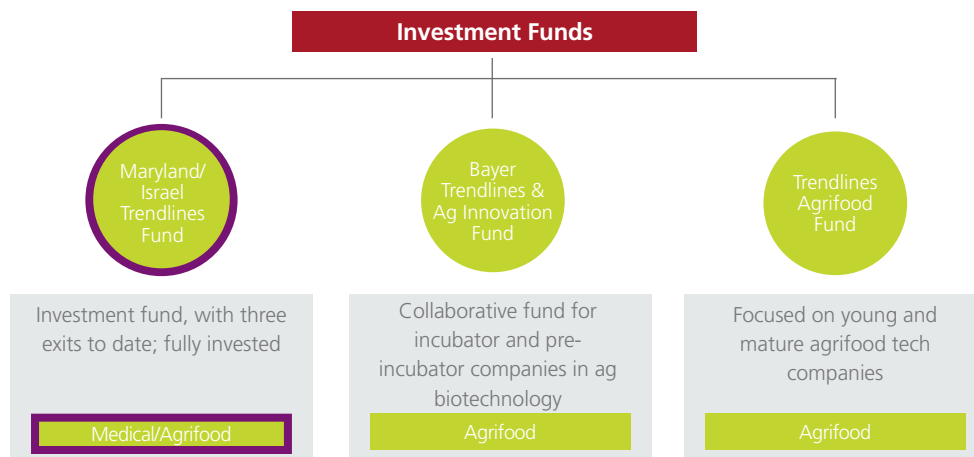 Investment Funds
Maryland/
Israel
Trendlines
Fund
Bayer
Trendlines &
Ag Innovation
Fund
Trendlines
Agrifood
Fund
Investment fund, with three
exits to date; fully invested
Medical/Agrifood
Collaborative fund for
incubator and pre-
incubator companies in ag
biotechnology
Agrifood
Focused on young and
mature agrifood tech
companies
Agrifood